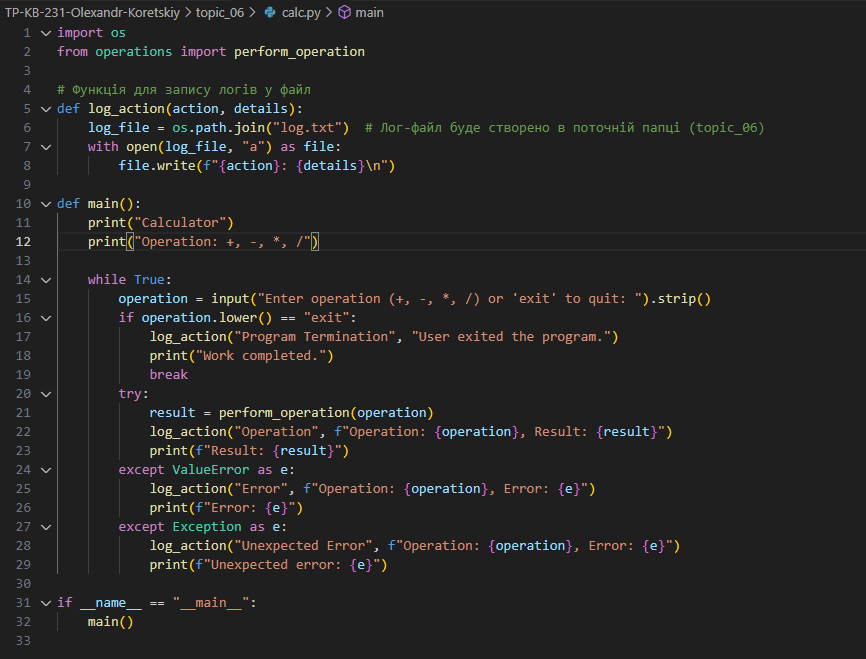 TP-KB-231-Olexandr-Koretskiy > topic_06 > calc.py > main
1 import os
2 from operations import perform_operation
3
4 # Функція для запису логів у файл
5 def log_action(action, details):
6     log_file = os.path.join("log.txt")  # Лог-файл буде створено в поточній папці (topic_06)
7     with open(log_file, "a") as file:
8         file.write(f"{action}: {details}\n")
9
10 def main():
11     print("Calculator")
12     print("Operation: +, -, *, /")
13
14     while True:
15         operation = input("Enter operation (+, -, *, /) or 'exit' to quit: ").strip()
16         if operation.lower() == "exit":
17             log_action("Program Termination", "User exited the program.")
18             print("Work completed.")
19             break
20         try:
21             result = perform_operation(operation)
22             log_action("Operation", f"Operation: {operation}, Result: {result}")
23             print(f"Result: {result}")
24         except ValueError as e:
25             log_action("Error", f"Operation: {operation}, Error: {e}")
26             print(f"Error: {e}")
27         except Exception as e:
28             log_action("Unexpected Error", f"Operation: {operation}, Error: {e}")
29             print(f"Unexpected error: {e}")
30
31 if __name__ == "__main__":
32     main()
33